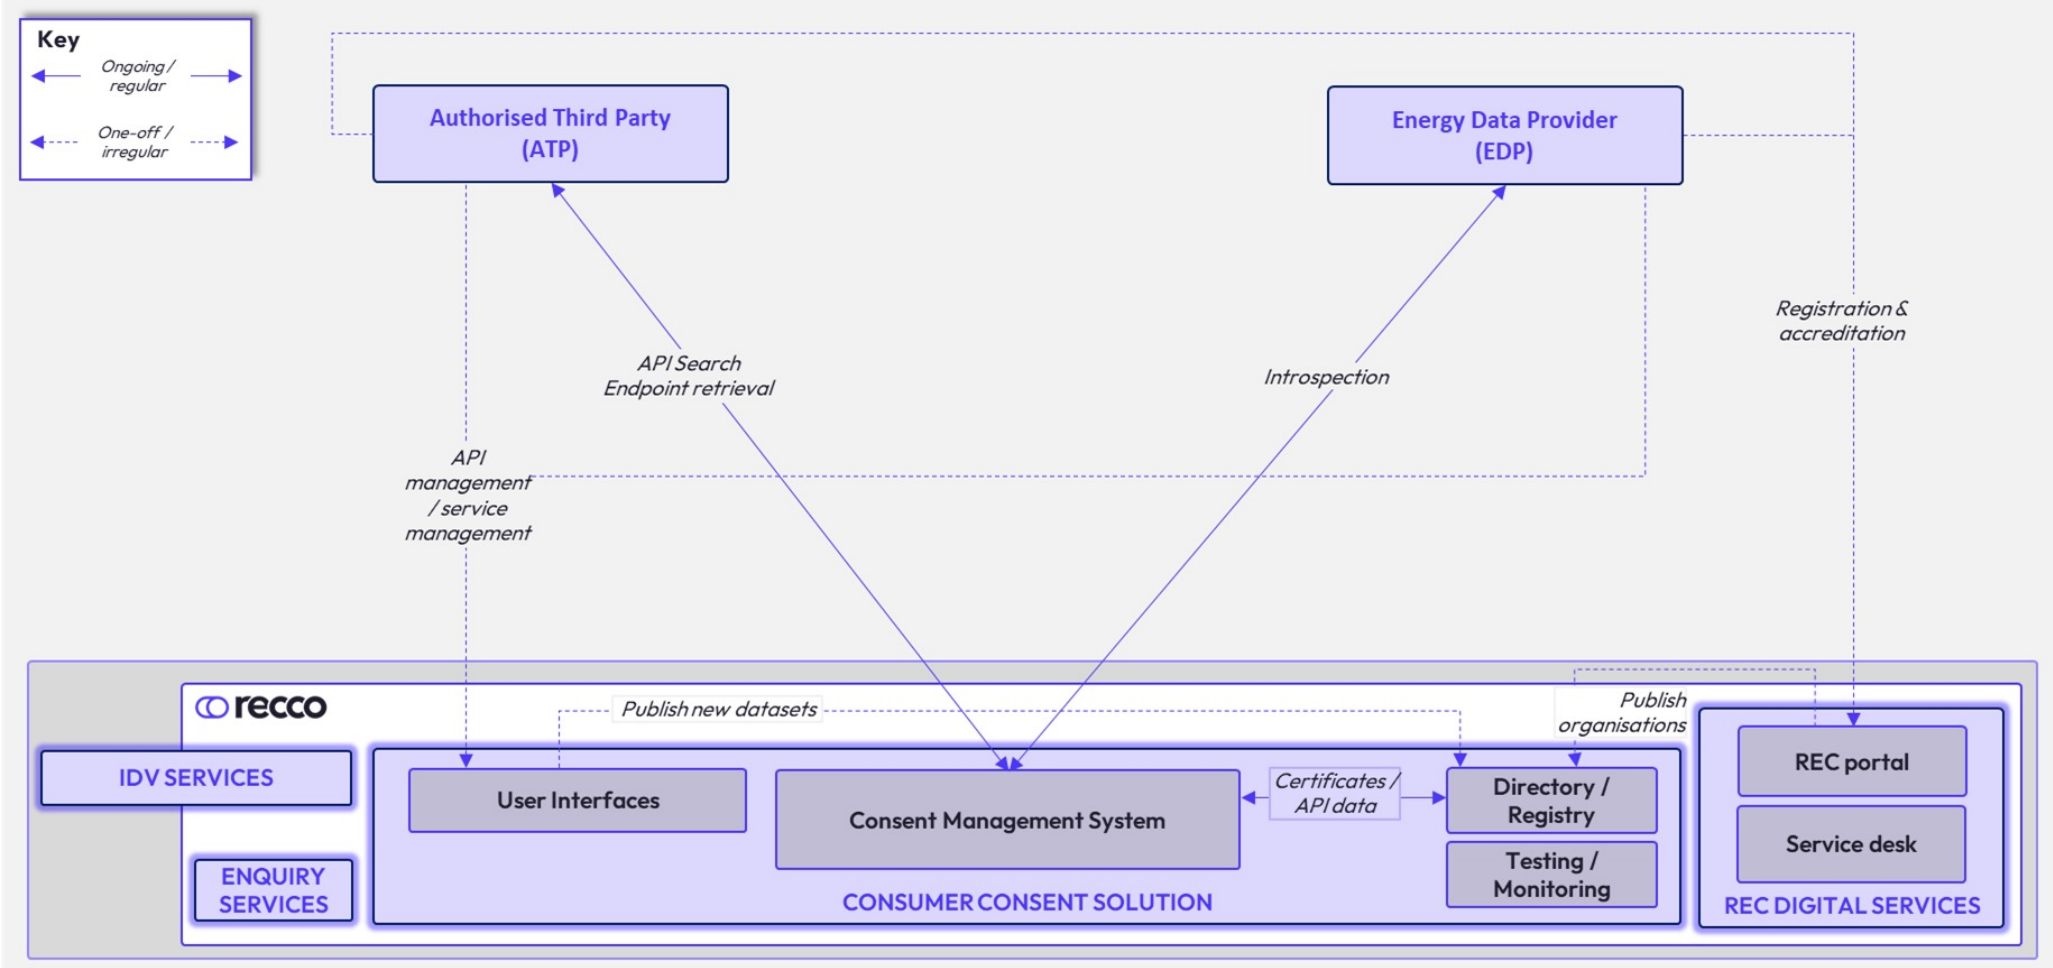 Key
Ongoing /
regular
One-off /
irregular
Authorised Third Party
(ATP)
Energy Data Provider
(EDP)
Registration &
accreditation
API Search
Endpoint retrieval
Introspection
API
management
/ service
management
recco
Publish new datasets
Publish
organisations
IDV SERVICES
ENQUIRY
SERVICES
User Interfaces
Consent Management System
Certificates /
API data
Directory /
Registry
Testing /
Monitoring
CONSUMER CONSENT SOLUTION
REC portal
Service desk
REC DIGITAL SERVICES